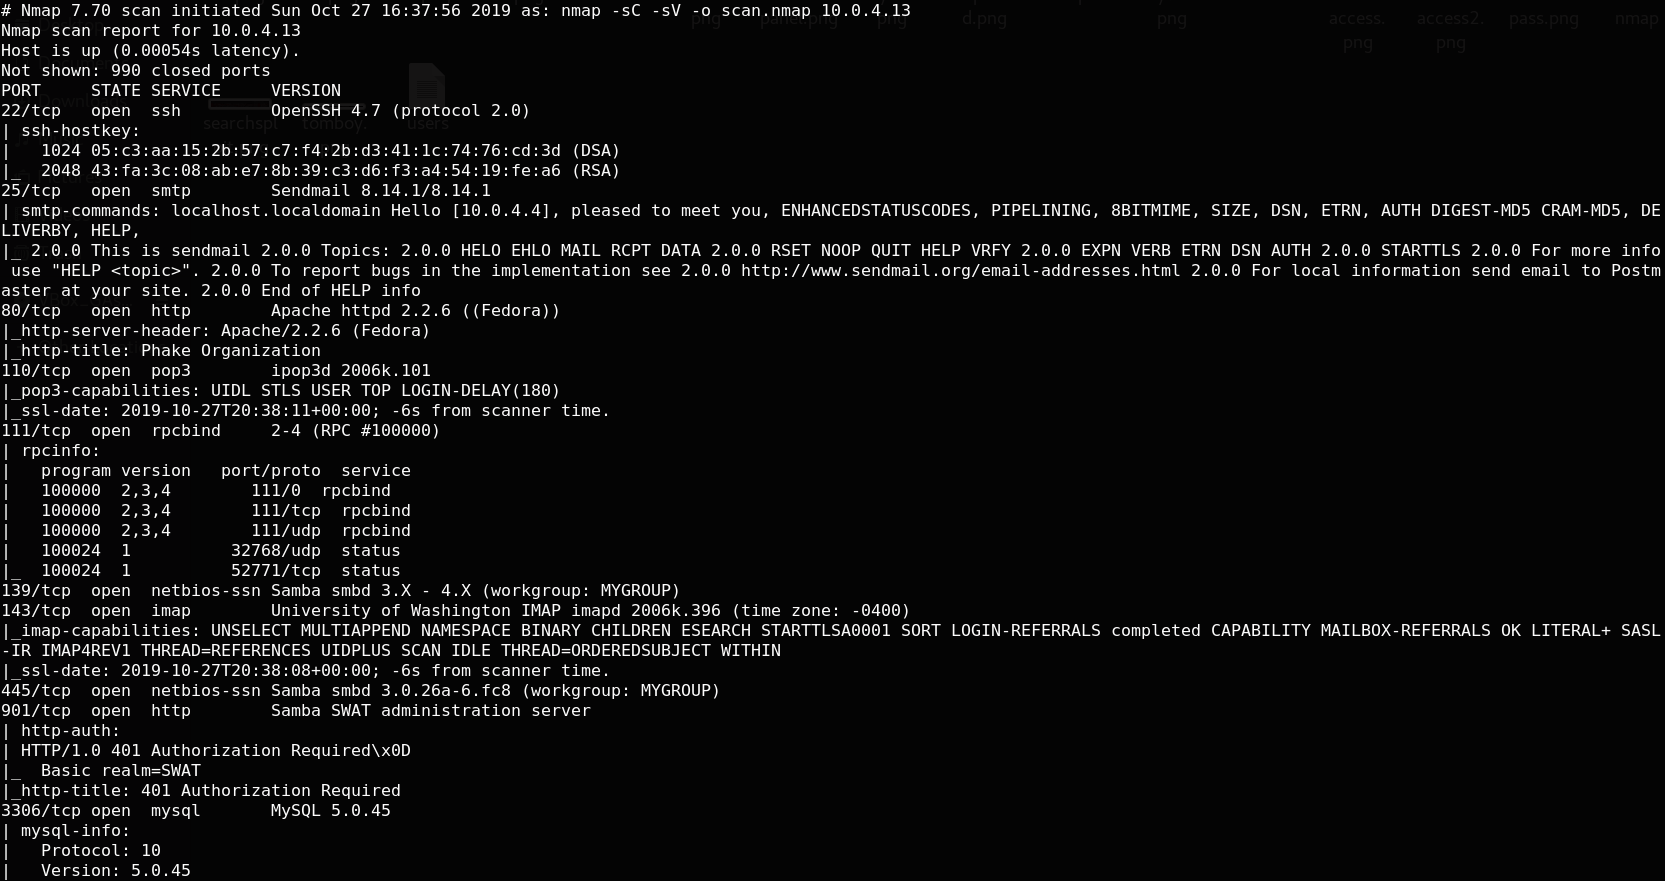 # Nmap 7.70 scan initiated Sun Oct 27 16:37:56 2019 as: nmap -sC -sV -o scan.nmap 10.0.4.13
Nmap scan report for 10.0.4.13
Host is up (0.00054s latency).
Not shown: 990 closed ports
PORT     STATE SERVICE     VERSION
22/tcp   open  ssh         OpenSSH 4.7 (protocol 2.0)
| ssh-hostkey:
|   1024 05:c3:aa:15:2b:57:c7:f4:2b:d3:41:1c:74:76:cd:3d (DSA)
|_  2048 43:fa:3c:08:ab:e7:8b:39:c3:d6:f3:a4:54:19:fe:a6 (RSA)
25/tcp   open  smtp        Sendmail 8.14.1/8.14.1
| smtp-commands: localhost.localdomain Hello [10.0.4.4], pleased to meet you, ENHANCEDSTATUSCODES, PIPELINING, 8BITMIME, SIZE, DSN, ETRN, AUTH DIGEST-MD5 CRAM-MD5, DE
LIVERBY, HELP,
|_ 2.0.0 This is sendmail 2.0.0 Topics: 2.0.0 HELO EHLO MAIL RCPT DATA 2.0.0 RSET NOOP QUIT HELP VRFY 2.0.0 EXPN VERB ETRN DSN AUTH 2.0.0 STARTTLS 2.0.0 For more info
 use "HELP <topic>". 2.0.0 To report bugs in the implementation see 2.0.0 http://www.sendmail.org/email-addresses.html 2.0.0 For local information send email to Postm
aster at your site. 2.0.0 End of HELP info
80/tcp   open  http        Apache httpd 2.2.6 ((Fedora))
|_http-server-header: Apache/2.2.6 (Fedora)
|_http-title: Phake Organization
110/tcp  open  pop3        ipop3d 2006k.101
|_pop3-capabilities: UIDL STLS USER TOP LOGIN-DELAY(180)
|_ssl-date: 2019-10-27T20:38:11+00:00; -6s from scanner time.
111/tcp  open  rpcbind     2-4 (RPC #100000)
| rpcinfo:
|   program version   port/proto  service
|   100000  2,3,4        111/0  rpcbind
|   100000  2,3,4        111/tcp  rpcbind
|   100000  2,3,4        111/udp  rpcbind
|   100024  1          32768/udp  status
|_  100024  1          52771/tcp  status
139/tcp  open  netbios-ssn Samba smbd 3.X - 4.X (workgroup: MYGROUP)
143/tcp  open  imap        University of Washington IMAP imapd 2006k.396 (time zone: -0400)
|_imap-capabilities: UNSELECT MULTIAPPEND NAMESPACE BINARY CHILDREN ESEARCH STARTTLSA0001 SORT LOGIN-REFERRALS completed CAPABILITY MAILBOX-REFERRALS OK LITERAL+ SASL
-IR IMAP4REV1 THREAD=REFERENCES UIDPLUS SCAN IDLE THREAD=ORDEREDSUBJECT WITHIN
|_ssl-date: 2019-10-27T20:38:08+00:00; -6s from scanner time.
445/tcp  open  netbios-ssn Samba smbd 3.0.26a-6.fc8 (workgroup: MYGROUP)
901/tcp  open  http        Samba SWAT administration server
| http-auth:
| HTTP/1.0 401 Authorization Required\x0D
|_  Basic realm=SWAT
|_http-title: 401 Authorization Required
3306/tcp open  mysql       MySQL 5.0.45
| mysql-info:
|   Protocol: 10
|   Version: 5.0.45
png
d.png
png
access.
png
access2.
png
pass.png
nmap
searchspl
tomboy.
users